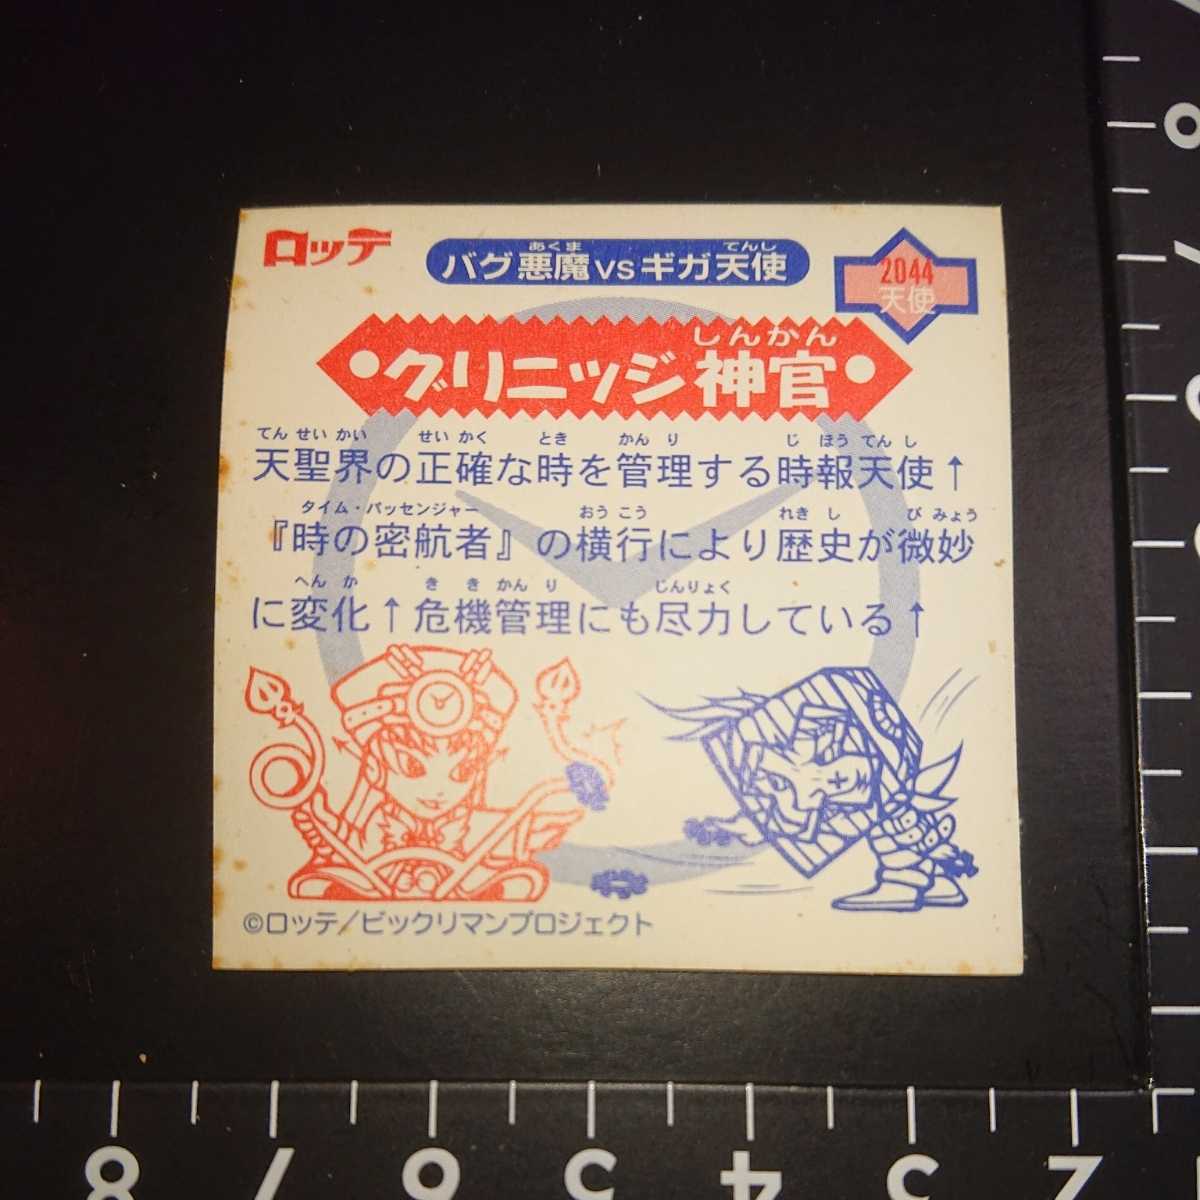 ロッテ
あくま てんし
バグ悪魔vsギガ天使
2044
天使
しんかん
・グリニッジ神官・
てんせいかい せいかく とき かんり じほうてんし
天聖界の正確な時を管理する時報天使↑
タイム・パッセンジャー おうこう れきし びみょう
『時の密航者』の横行により歴史が微妙
へんか ききかんり じんりょく
に変化↑危機管理にも尽力している↑
©ロッテ/ビックリマンプロジェクト
8 7 6 5 4 3 2